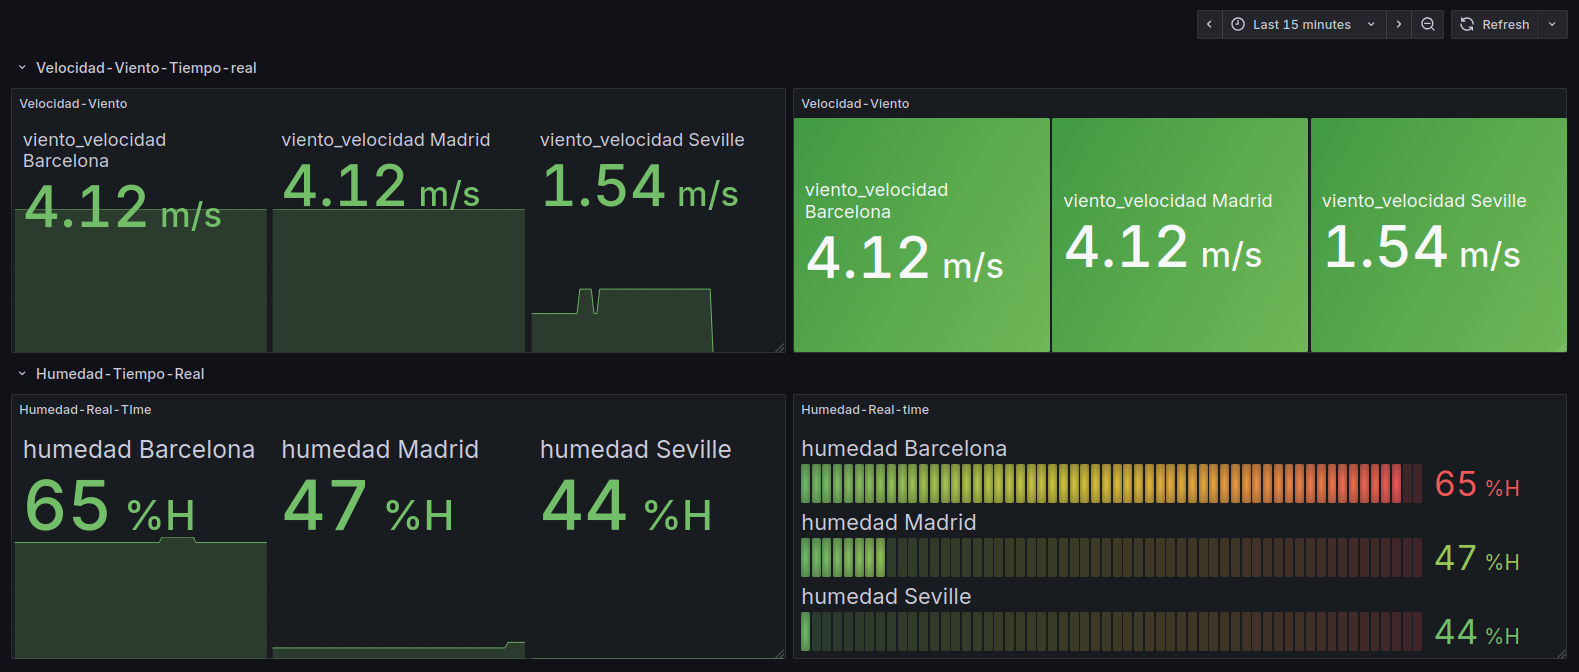 Last 15 minutes
Refresh
Velocidad-Viento-Tiempo-real
Velocidad-Viento
viento_velocidad
Barcelona
4.12 m/s
viento_velocidad Madrid
4.12 m/s
viento_velocidad Seville
1.54 m/s
Velocidad-Viento
viento_velocidad
Barcelona
4.12 m/s
viento_velocidad Madrid
4.12 m/s
viento_velocidad Seville
1.54 m/s
Humedad-Tiempo-Real
Humedad-Real-TIme
humedad Barcelona
65 %H
humedad Madrid
47 %H
humedad Seville
44 %H
Humedad-Real-time
humedad Barcelona
65 %H
humedad Madrid
47 %H
humedad Seville
44 %H